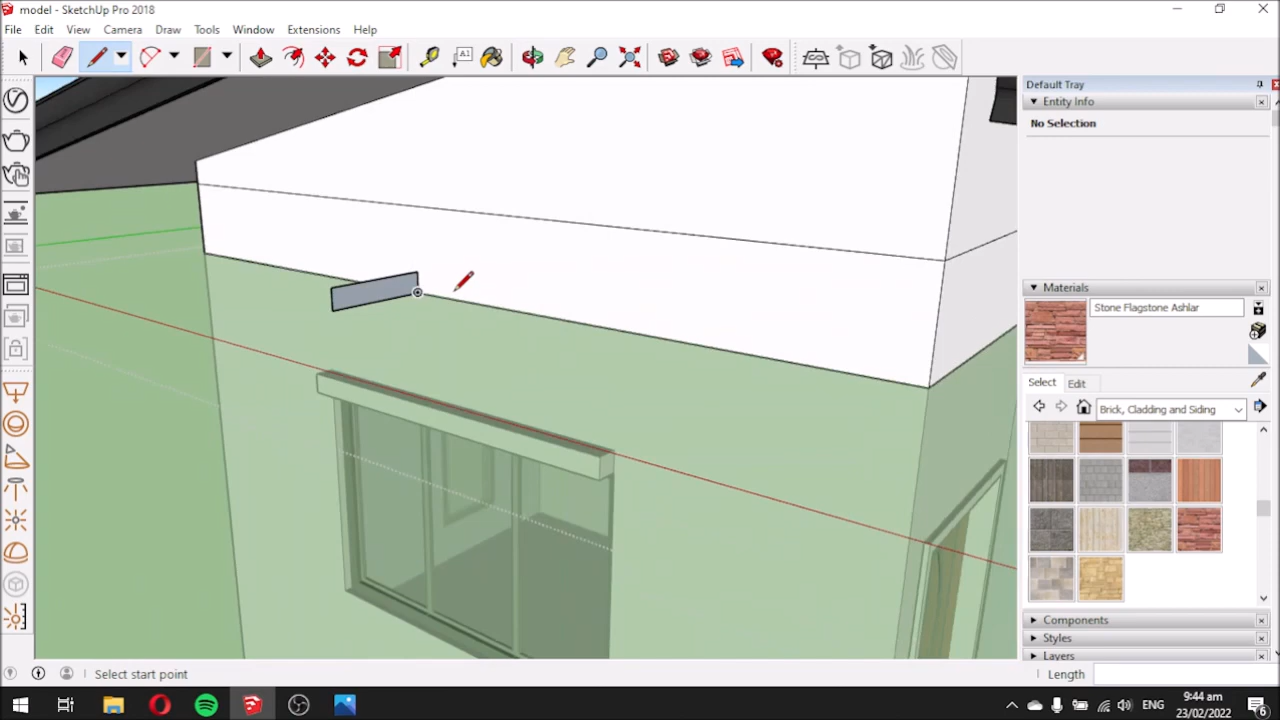 model - SketchUp Pro 2018
File Edit View Camera Draw Tools Window Extensions Help
A1
Default Tray
Entity Info
No Selection
Materials
Stone Flagstone Ashlar
Select Edit
Brick, Cladding and Siding
Components
Styles
Layers
Select start point
Length
ENG
9:44 am
23/02/2022
6